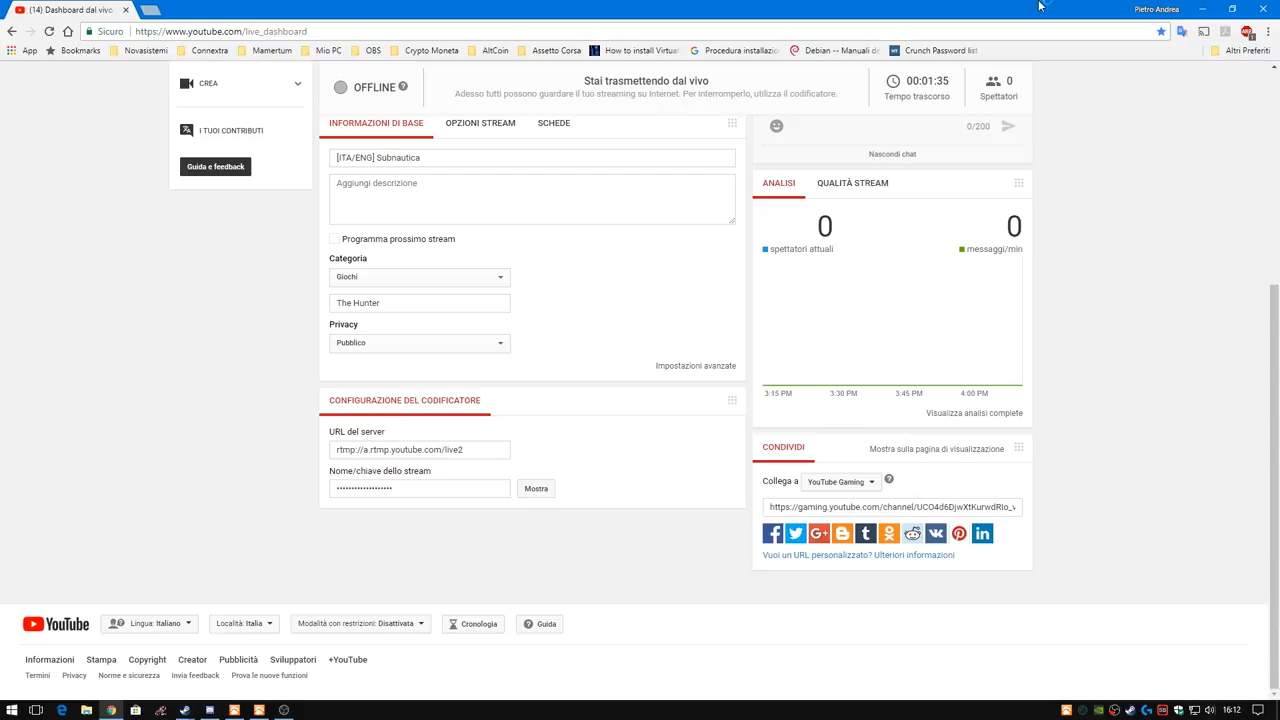 (14) Dashboard dal vivo
Pietro Andrea
Sicuro
https://www.youtube.com/live_dashboard
App
★ Bookmarks
Novasistemi
Connextra
Mamertum
Mio PC
OBS
Crypto Moneta
AltCoin
Assetto Corsa
How to install Virtua
Procedura installazio
Debian -- Manuali de
Crunch Password list
Altri Preferiti
CREA
I TUOI CONTRIBUTI
Guida e feedback
OFFLINE
Stai trasmettendo dal vivo
Adesso tutti possono guardare il tuo streaming su Internet. Per interromperlo, utilizza il codificatore.
00:01:35
Tempo trascorso
0
Spettatori
INFORMAZIONI DI BASE
OPZIONI STREAM
SCHEDE
[ITA/ENG] Subnautica
Aggiungi descrizione
Programma prossimo stream
Categoria
Giochi
The Hunter
Privacy
Pubblico
Impostazioni avanzate
CONFIGURAZIONE DEL CODIFICATORE
URL del server
rtmp://a.rtmp.youtube.com/live2
Nome/chiave dello stream
•••••••••••••••••••
Mostra
0/200
Nascondi chat
ANALISI
QUALITÀ STREAM
0
spettatori attuali
0
messaggi/min
3:15 PM
3:30 PM
3:45 PM
4:00 PM
Visualizza analisi complete
CONDIVIDI
Mostra sulla pagina di visualizzazione
Collega a
YouTube Gaming
Vuoi un URL personalizzato? Ulteriori informazioni
YouTube
Lingua: Italiano
Località: Italia
Modalità con restrizioni: Disattivata
Cronologia
Guida
Informazioni
Stampa
Copyright
Creator
Pubblicità
Sviluppatori
+YouTube
Termini
Privacy
Norme e sicurezza
Invia feedback
Prova le nuove funzioni
16:12